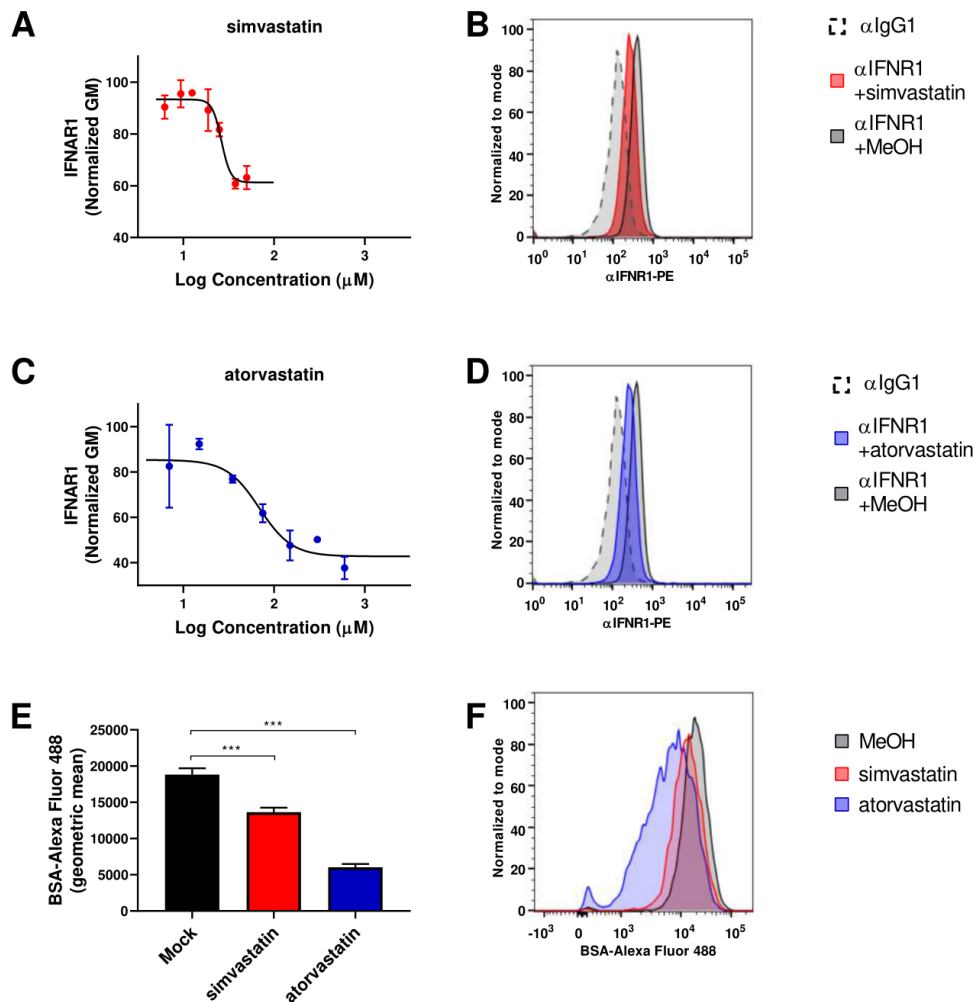 A
simvastatin
IFNAR1
(Normalized GM)
100
80
60
40
1
2
3
Log Concentration (μM)
B
Normalized to mode
100
80
60
40
20
0
10⁰
10¹
10²
10³
10⁴
10⁵
αIFNR1-PE
αIgG1
αIFNR1
+simvastatin
αIFNR1
+MeOH
C
atorvastatin
IFNAR1
(Normalized GM)
100
80
60
40
1
2
3
Log Concentration (μM)
D
Normalized to mode
100
80
60
40
20
0
10⁰
10¹
10²
10³
10⁴
10⁵
αIFNR1-PE
αIgG1
αIFNR1
+atorvastatin
αIFNR1
+MeOH
E
BSA-Alexa Fluor 488
(geometric mean)
25000
20000
15000
10000
5000
0
***
***
Mock
simvastatin
atorvastatin
F
Normalized to mode
100
80
60
40
20
0
-10³
0
10³
10⁴
10⁵
BSA-Alexa Fluor 488
MeOH
simvastatin
atorvastatin